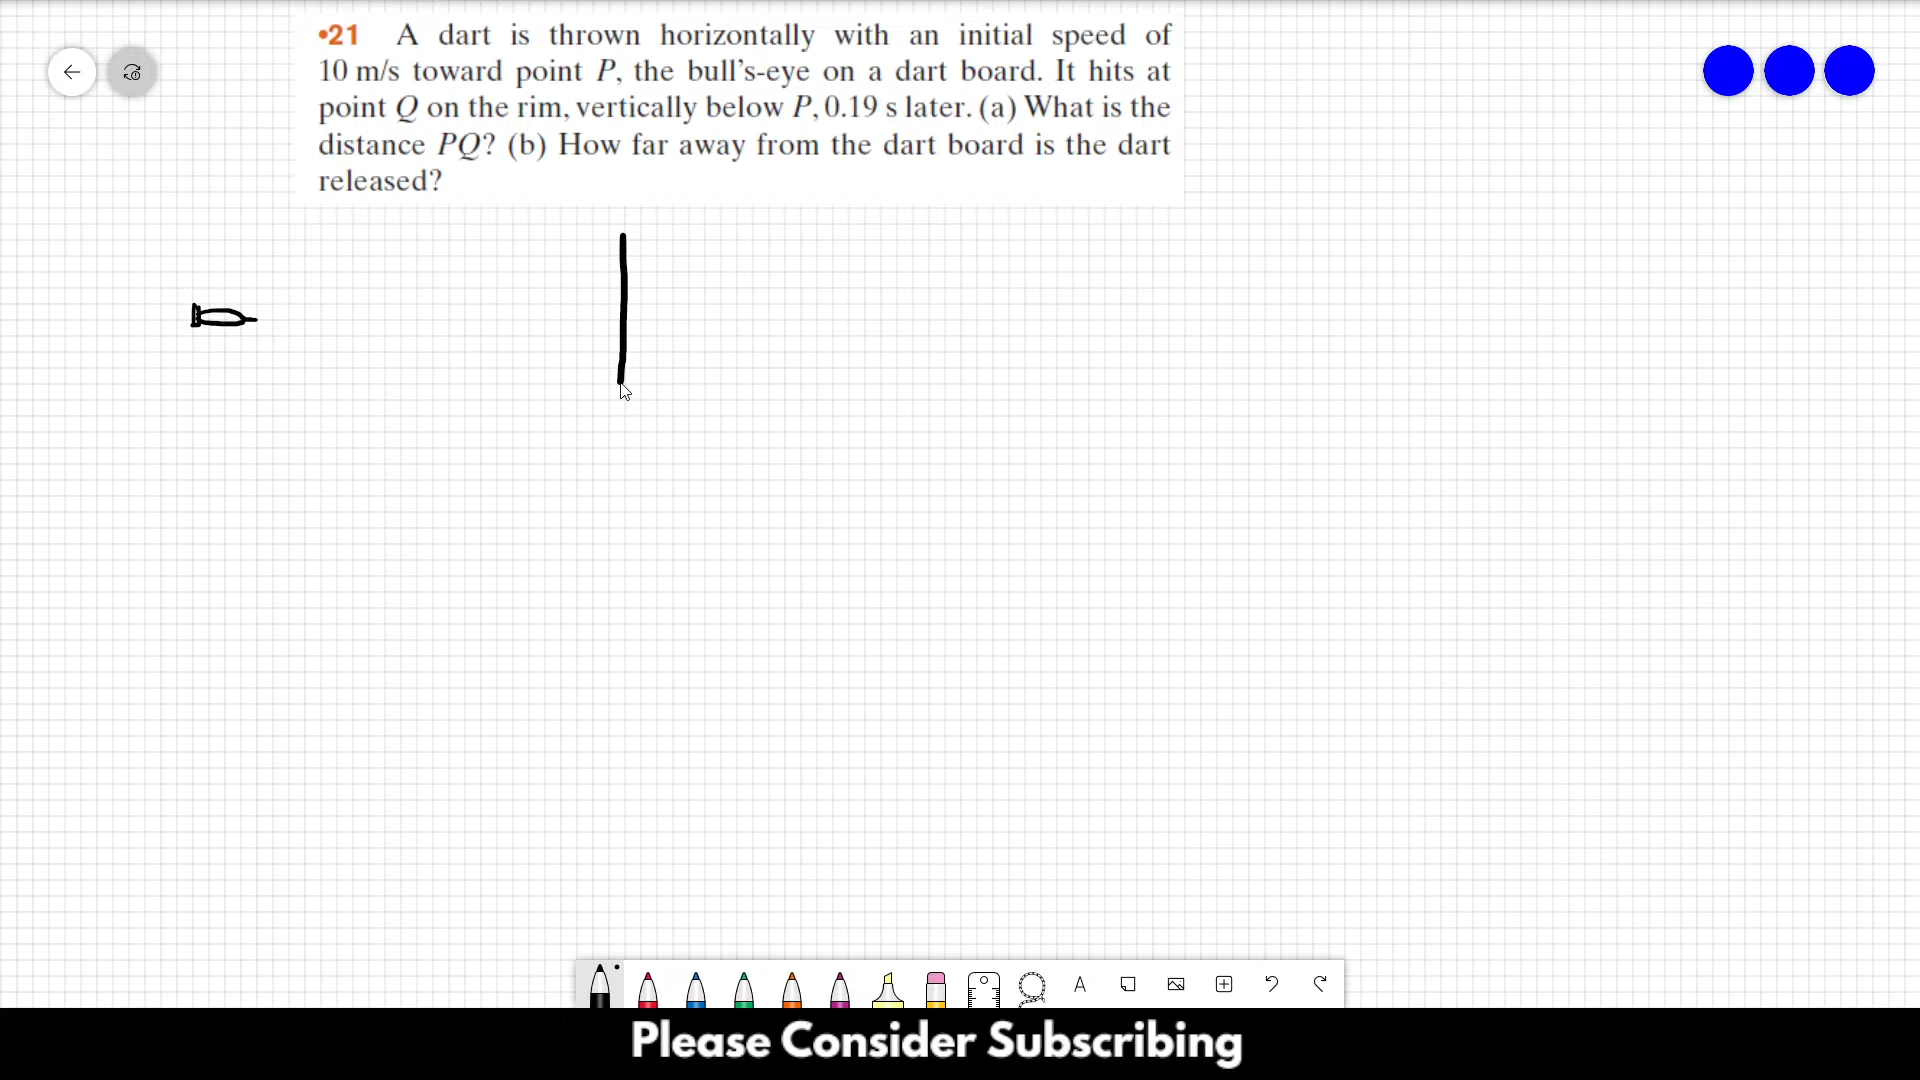 •21 A dart is thrown horizontally with an initial speed of
10 m/s toward point P, the bull's-eye on a dart board. It hits at
point Q on the rim, vertically below P, 0.19 s later. (a) What is the
distance PQ? (b) How far away from the dart board is the dart
released?
A
Please Consider Subscribing